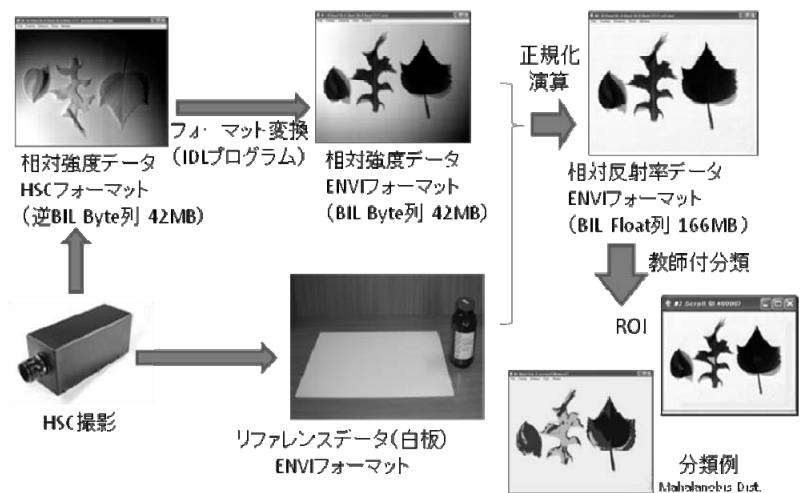 相対強度データ
HSCフォーマット
(逆BIL Byte列 42MB)
フォーマット変換
(IDLプログラム)
相対強度データ
ENVIフォーマット
(BIL Byte列 42MB)
正規化
演算
相対反射率データ
ENVIフォーマット
(BIL Float列 166MB)
教師付分類
ROI
HSC撮影
リファレンスデータ(白板)
ENVIフォーマット
分類例
Mahalanobis Dist.